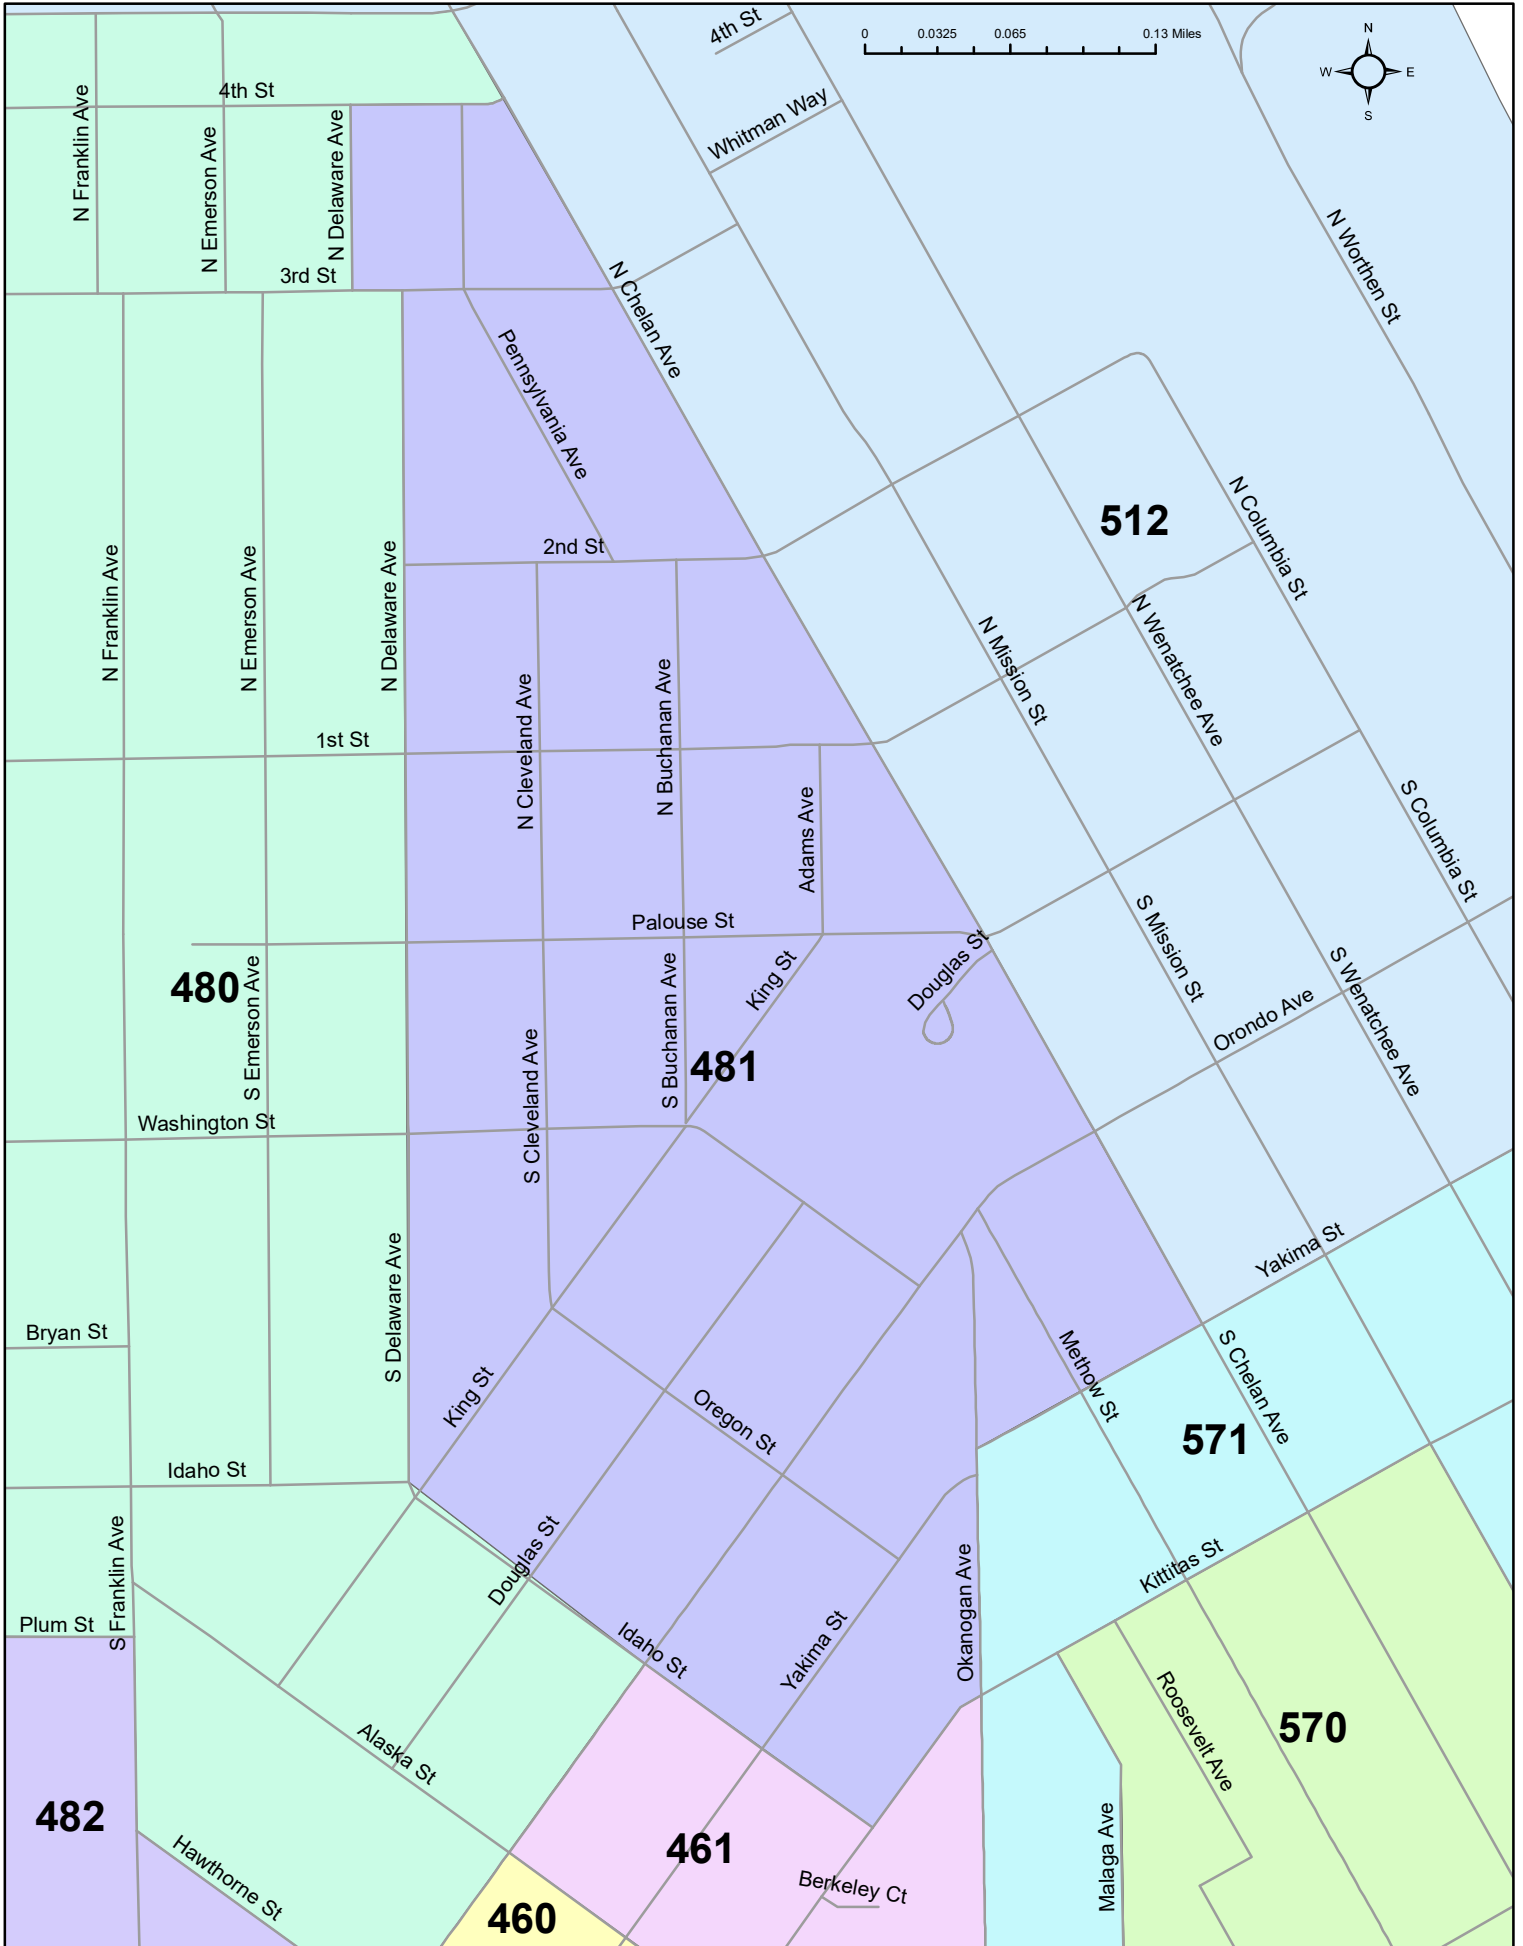 4th St
0
0.0325
0.065
0.13 Miles
N
W
E
S
4th St
N Franklin Ave
N Emerson Ave
N Delaware Ave
Whitman Way
3rd St
N Chelan Ave
N Worthen St
Pennsylvania Ave
2nd St
512
N Columbia St
N Franklin Ave
N Emerson Ave
N Delaware Ave
N Cleveland Ave
N Buchanan Ave
N Mission St
N Wenatchee Ave
1st St
Adams Ave
S Columbia St
Palouse St
480
S Emerson Ave
S Buchanan Ave
King St
Douglas St
S Mission St
S Wenatchee Ave
Orondo Ave
481
S Cleveland Ave
Washington St
Yakima St
S Delaware Ave
Bryan St
King St
Oregon St
Methow St
S Chelan Ave
571
Idaho St
S Franklin Ave
Douglas St
Okanogan Ave
Kittitas St
Plum St
Idaho St
Yakima St
Roosevelt Ave
570
Alaska St
482
Hawthorne St
461
Berkeley Ct
Malaga Ave
460